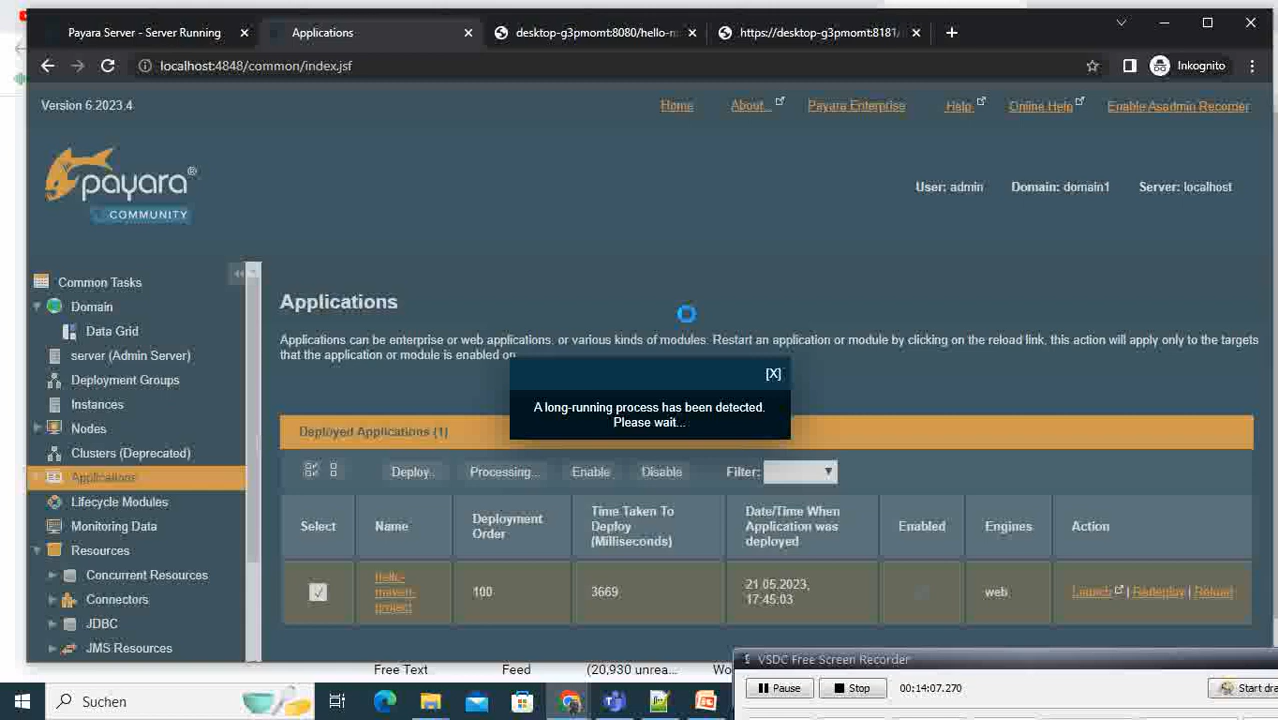 Payara Server - Server Running
Applications
desktop-g3pmomt:8080/hello-m
https://desktop-g3pmomt:8181/
localhost:4848/common/index.jsf
Inkognito
Version 6.2023.4
Home
About...
Payara Enterprise
Help
Online Help
Enable Asadmin Recorder
payara®
COMMUNITY
User: admin
Domain: domain1
Server: localhost
Common Tasks
Domain
Data Grid
server (Admin Server)
Deployment Groups
Instances
Nodes
Clusters (Deprecated)
Applications
Lifecycle Modules
Monitoring Data
Resources
Concurrent Resources
Connectors
JDBC
JMS Resources
Applications
Applications can be enterprise or web applications, or various kinds of modules. Restart an application or module by clicking on the reload link, this action will apply only to the targets
that the application or module is enabled on.
[X]
A long-running process has been detected.
Please wait...
Deployed Applications (1)
Deploy...
Processing...
Enable
Disable
Filter:
Select
Name
Deployment
Order
Time Taken To
Deploy
(Milliseconds)
Date/Time When
Application was
deployed
Enabled
Engines
Action
hello-
maven-
project
100
3669
21.05.2023,
17:45:03
web
Launch | Redeploy | Reload
Free Text
Feed
(20,930 unrea...
Wo
VSDC Free Screen Recorder
Pause
Stop
00:14:07.270
Start dra
Suchen